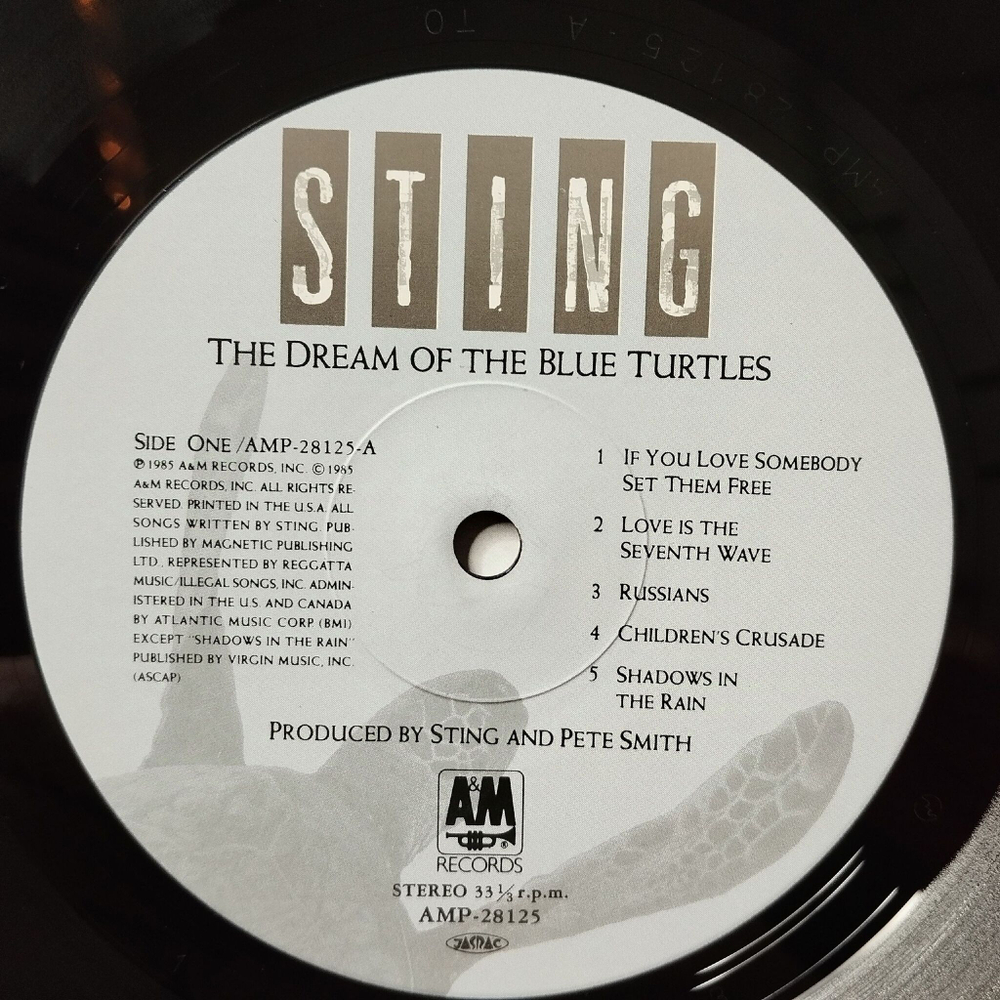 STING
THE DREAM OF THE BLUE TURTLES
SIDE ONE /AMP-28125-A
℗ 1985 A&M RECORDS, INC. © 1985
A&M RECORDS, INC. ALL RIGHTS RE-
SERVED. PRINTED IN THE U.S.A. ALL
SONGS WRITTEN BY STING. PUB-
LISHED BY MAGNETIC PUBLISHING
LTD., REPRESENTED BY REGGATTA
MUSIC/ILLEGAL SONGS, INC. ADMIN-
ISTERED IN THE U.S. AND CANADA
BY ATLANTIC MUSIC CORP. (BMI)
EXCEPT "SHADOWS IN THE RAIN"
PUBLISHED BY VIRGIN MUSIC, INC.
(ASCAP)
1 IF YOU LOVE SOMEBODY
SET THEM FREE
2 LOVE IS THE
SEVENTH WAVE
3 RUSSIANS
4 CHILDREN'S CRUSADE
5 SHADOWS IN
THE RAIN
PRODUCED BY STING AND PETE SMITH
A&M
®
RECORDS
STEREO 33 1/3 r.p.m.
AMP-28125
JASRAC
AMP-28125-A TO